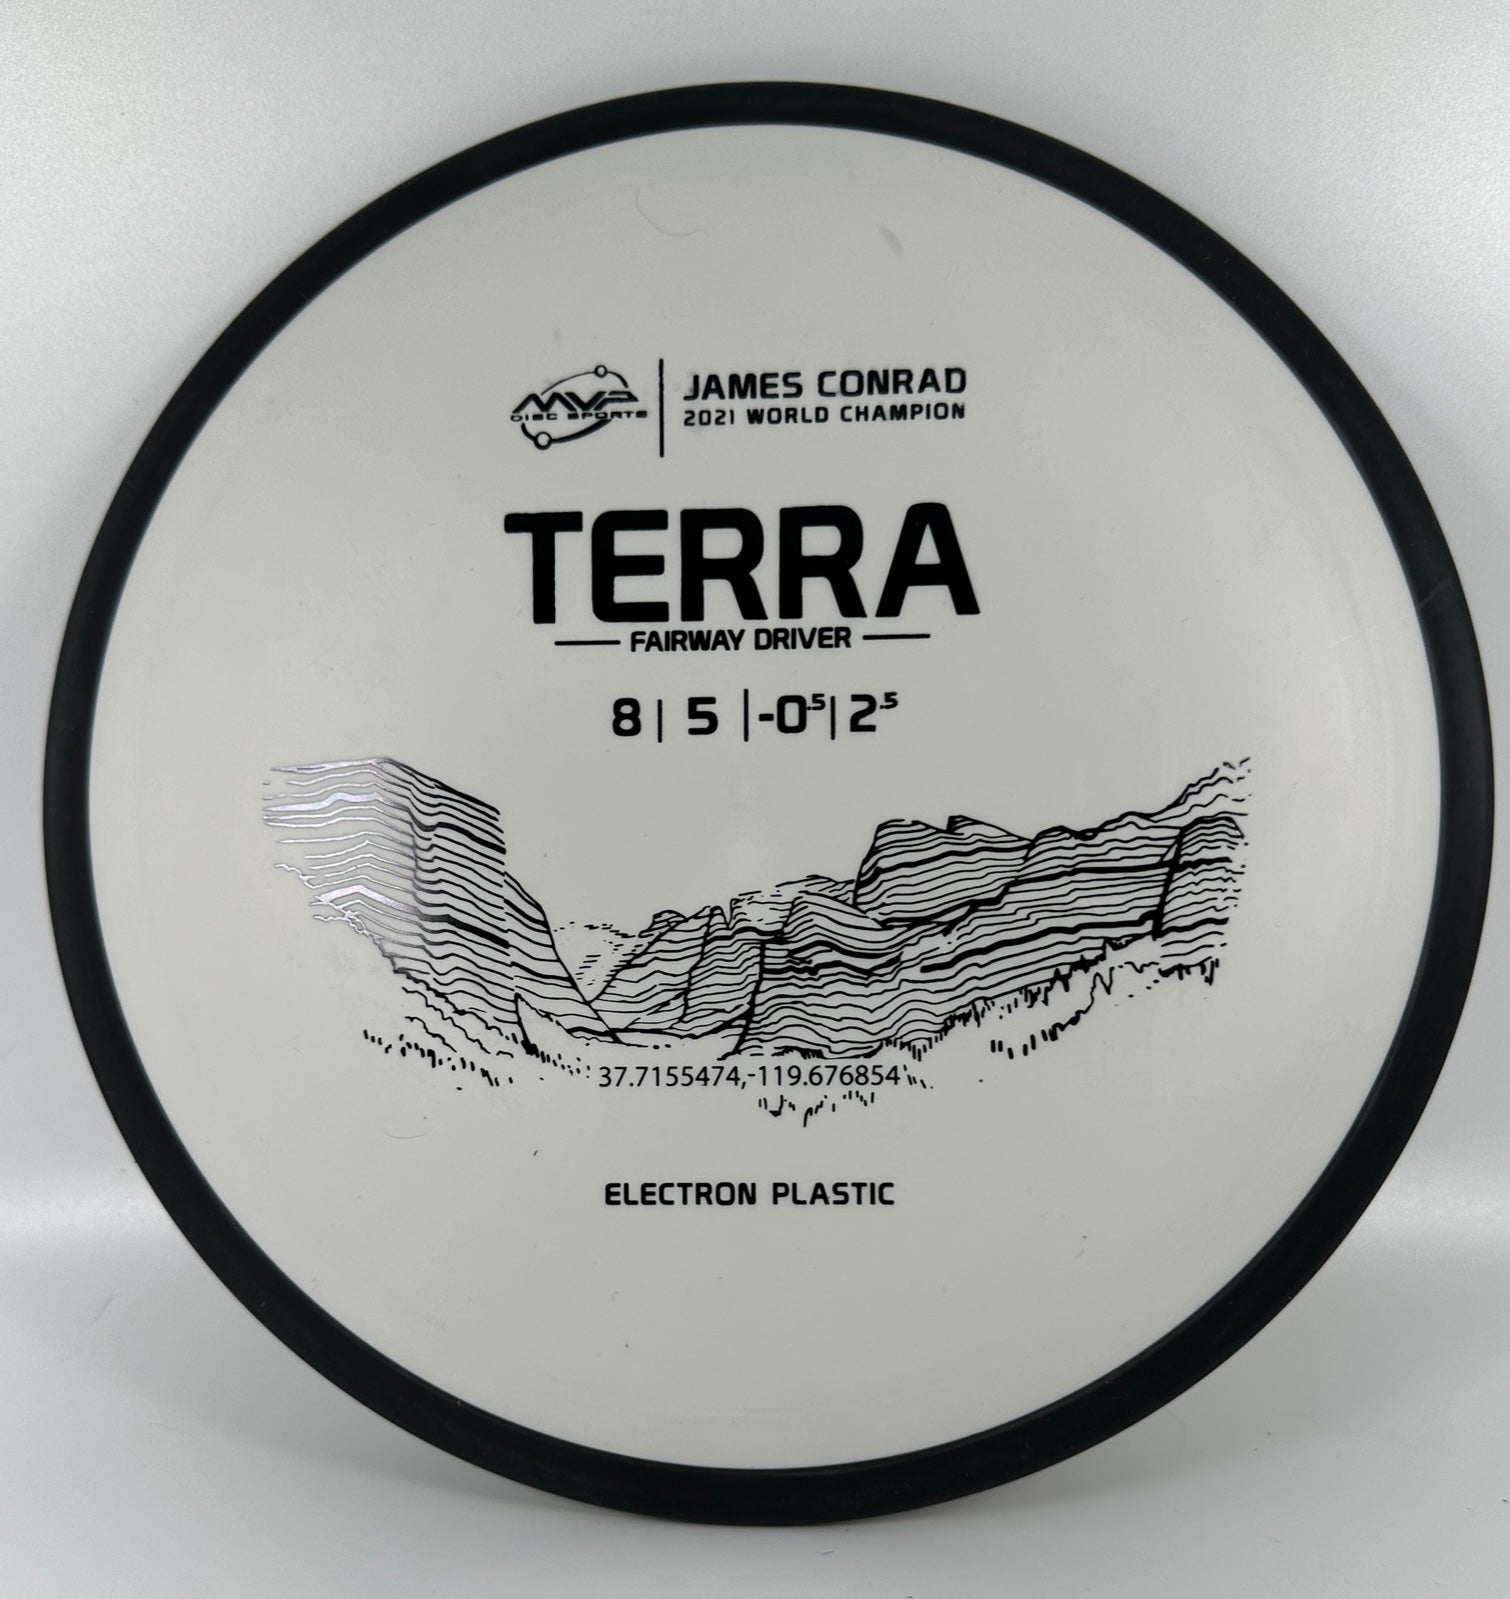 MVP
DISC SPORTS
JAMES CONRAD
2021 WORLD CHAMPION
TERRA
FAIRWAY DRIVER
8 | 5 | -0.5 | 2.5
37.7155474,-119.676854
ELECTRON PLASTIC